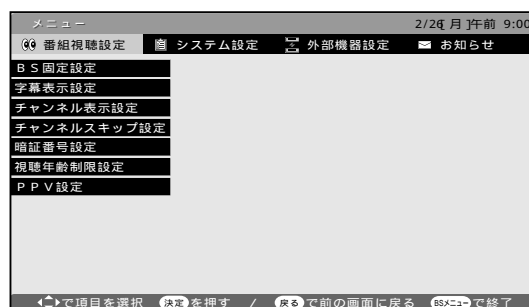 メニュー 2/26[月]午前 9:00
番組視聴設定 システム設定 外部機器設定 お知らせ
BS固定設定
字幕表示設定
チャンネル表示設定
チャンネルスキップ設定
暗証番号設定
視聴年齢制限設定
PPV設定
で項目を選択 決定を押す / 戻るで前の画面に戻る BSメニューで終了